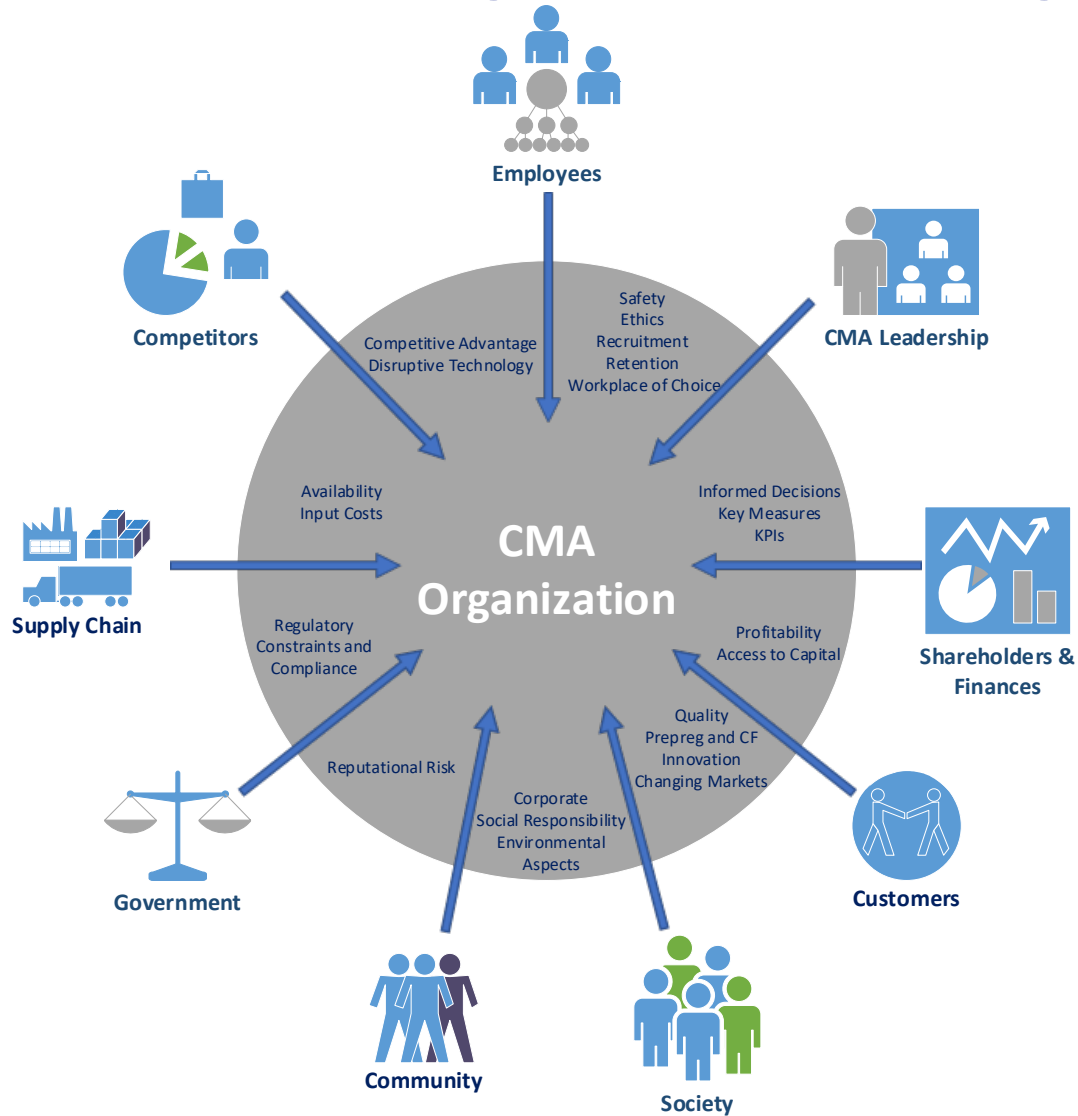 Employees
Competitors
CMA Leadership
Safety
Ethics
Recruitment
Retention
Workplace of Choice
Competitive Advantage
Disruptive Technology
Availability
Input Costs
Informed Decisions
Key Measures
KPIs
CMA
Organization
Supply Chain
Shareholders &
Finances
Regulatory
Constraints and
Compliance
Profitability
Access to Capital
Quality
Prepreg and CF
Innovation
Changing Markets
Reputational Risk
Corporate
Social Responsibility
Environmental
Aspects
Government
Customers
Community
Society